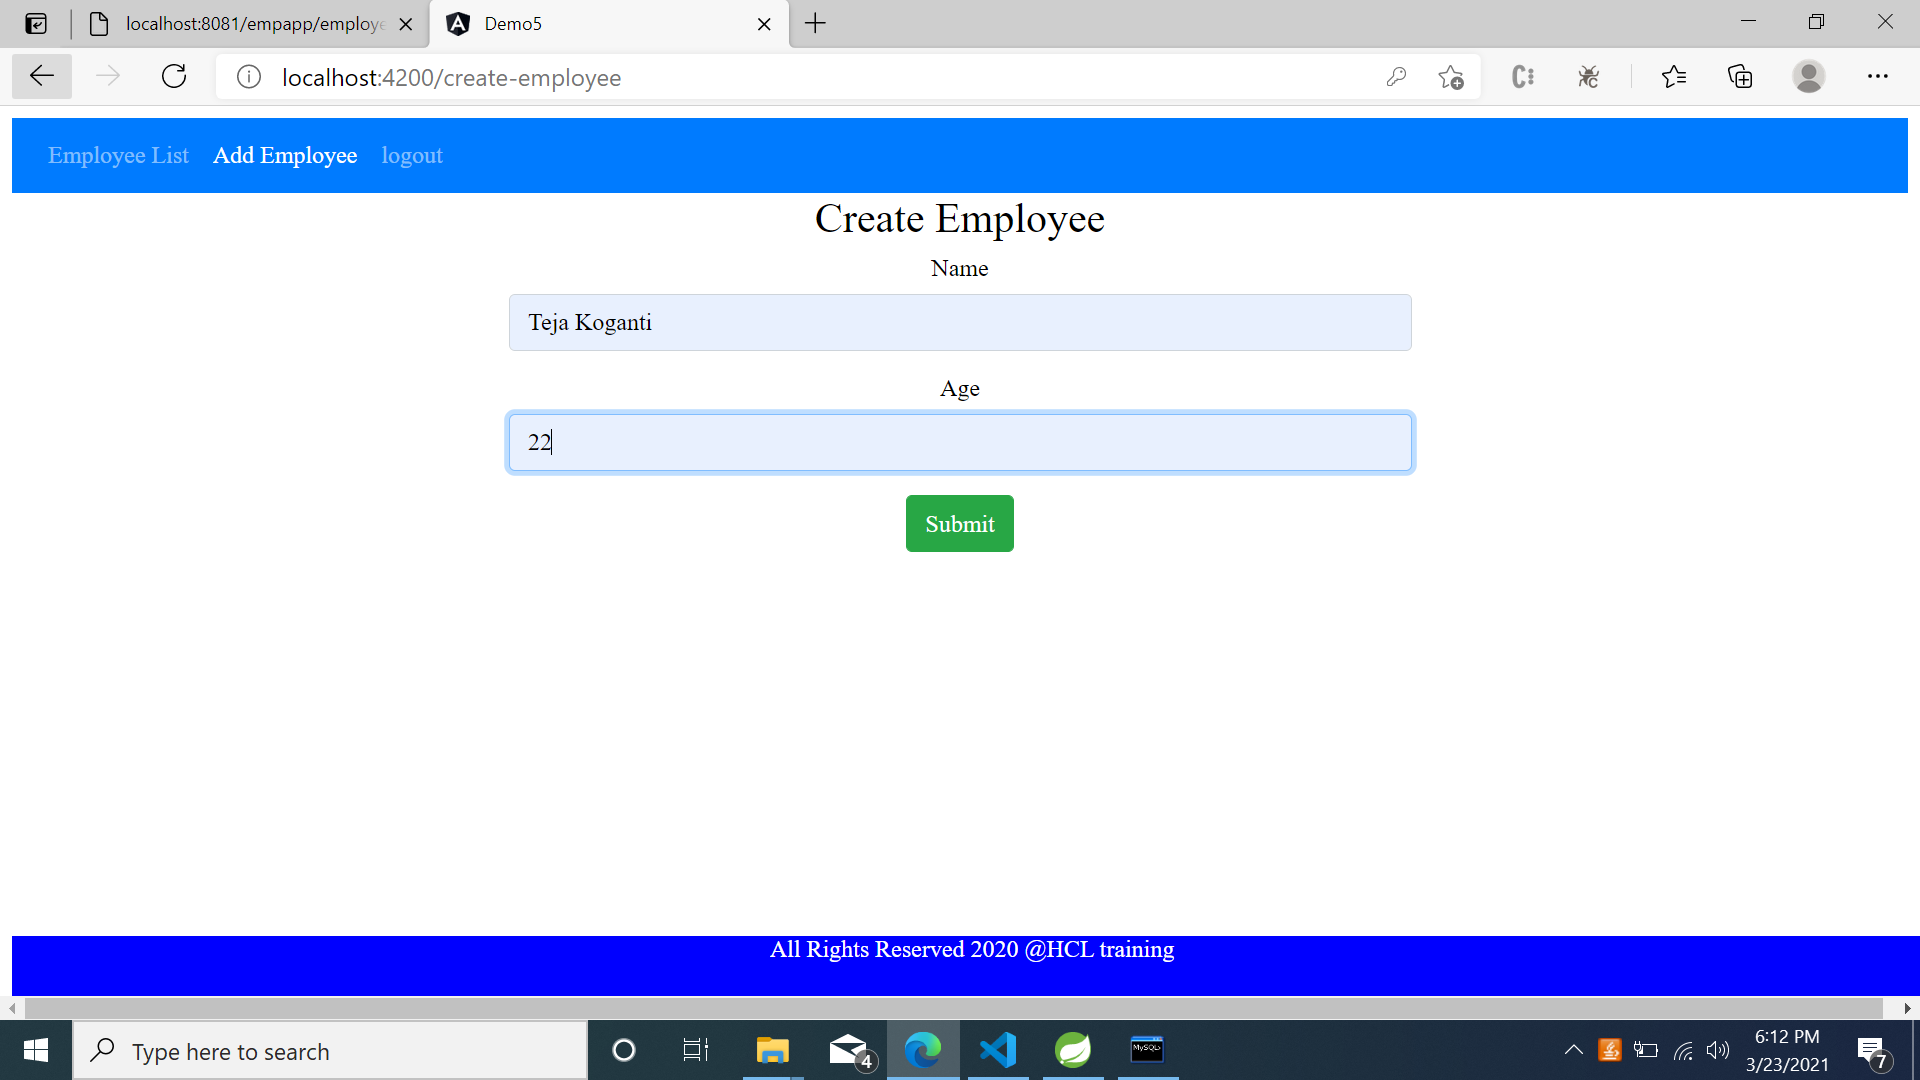 localhost:8081/empapp/employe
Demo5
localhost:4200/create-employee
Employee List
Add Employee
logout
Create Employee
Name
Teja Koganti
Age
22
Submit
All Rights Reserved 2020 @HCL training
Type here to search
4
MySQL
6:12 PM
3/23/2021
7